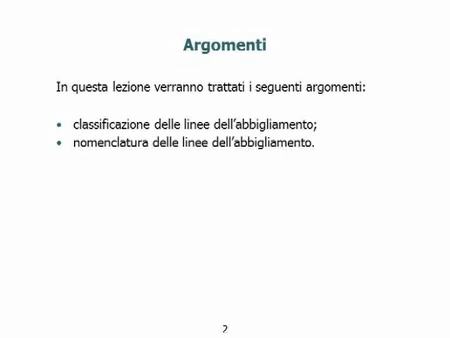 Argomenti
In questa lezione verranno trattati i seguenti argomenti:
• classificazione delle linee dell'abbigliamento;
• nomenclatura delle linee dell'abbigliamento.
2